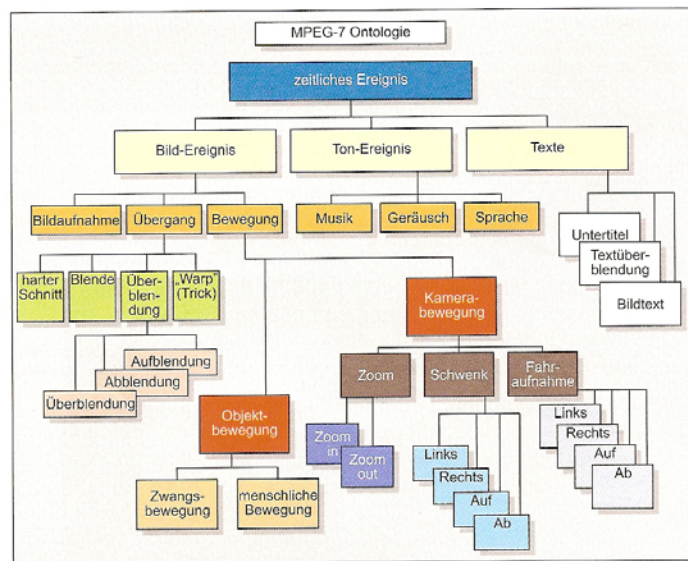 MPEG-7 Ontologie
zeitliches Ereignis
Bild-Ereignis
Ton-Ereignis
Texte
Bildaufnahme
Übergang
Bewegung
Musik
Geräusch
Sprache
Untertitel
Textüber-
blendung
Bildtext
harter
Schnitt
Blende
Über-
blen-
dung
„Warp"
(Trick)
Kamera-
bewegung
Aufblendung
Abblendung
Überblendung
Zoom
Schwenk
Fahr-
aufnahme
Objekt-
bewegung
Zoom
in
Zoom
out
Links
Rechts
Auf
Ab
Links
Rechts
Auf
Ab
Zwangs-
bewegung
menschliche
Bewegung